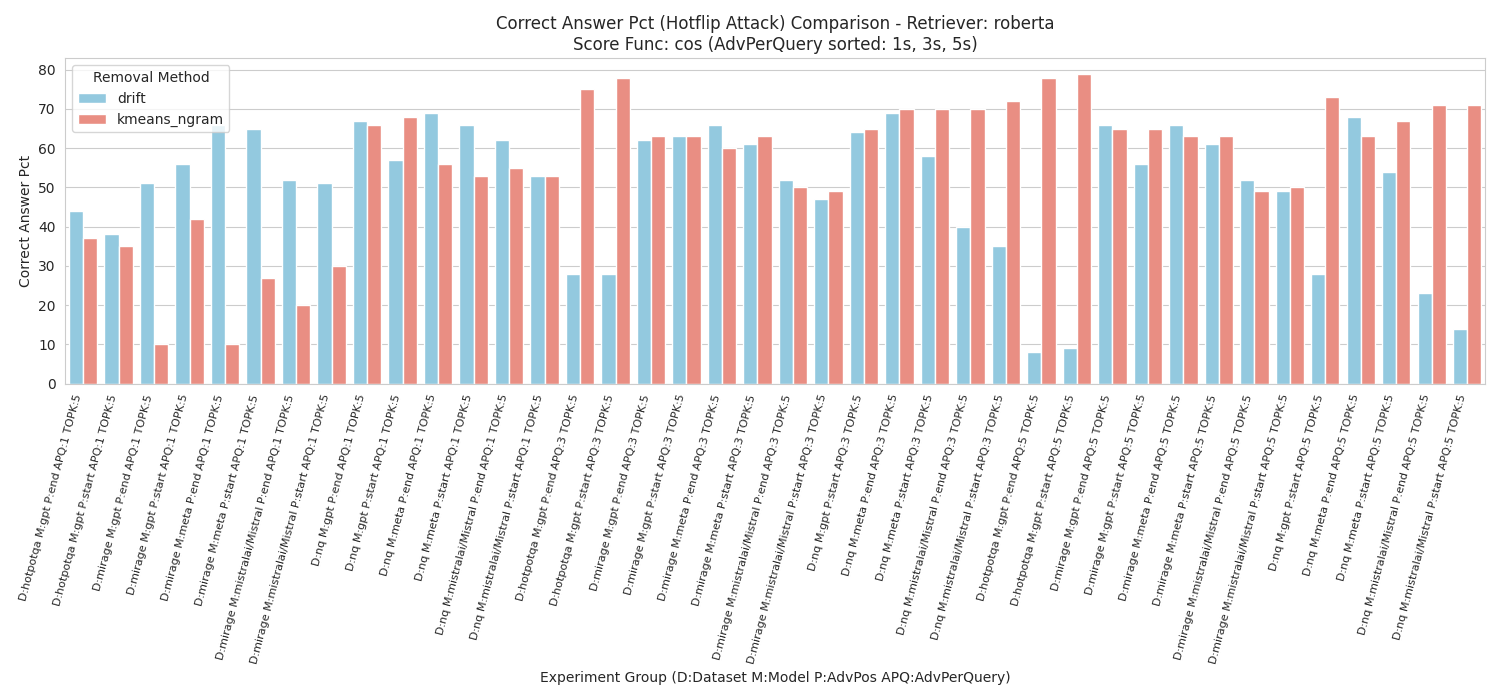 Correct Answer Pct (Hotflip Attack) Comparison - Retriever: roberta
Score Func: cos (AdvPerQuery sorted: 1s, 3s, 5s)
Removal Method
drift
kmeans_ngram
Correct Answer Pct
80
70
60
50
40
30
20
10
0
D:hotpotqa M:gpt P:end APQ:1 TOPK:5
D:hotpotqa M:gpt P:start APQ:1 TOPK:5
D:mirage M:gpt P:end APQ:1 TOPK:5
D:mirage M:gpt P:start APQ:1 TOPK:5
D:mirage M:meta P:end APQ:1 TOPK:5
D:mirage M:meta P:start APQ:1 TOPK:5
D:mirage M:mistralai/Mistral P:end APQ:1 TOPK:5
D:mirage M:mistralai/Mistral P:start APQ:1 TOPK:5
D:nq M:gpt P:end APQ:1 TOPK:5
D:nq M:gpt P:start APQ:1 TOPK:5
D:nq M:meta P:end APQ:1 TOPK:5
D:nq M:meta P:start APQ:1 TOPK:5
D:nq M:mistralai/Mistral P:end APQ:1 TOPK:5
D:nq M:mistralai/Mistral P:start APQ:1 TOPK:5
D:hotpotqa M:gpt P:end APQ:3 TOPK:5
D:hotpotqa M:gpt P:start APQ:3 TOPK:5
D:mirage M:gpt P:end APQ:3 TOPK:5
D:mirage M:gpt P:start APQ:3 TOPK:5
D:mirage M:meta P:end APQ:3 TOPK:5
D:mirage M:meta P:start APQ:3 TOPK:5
D:mirage M:mistralai/Mistral P:end APQ:3 TOPK:5
D:mirage M:mistralai/Mistral P:start APQ:3 TOPK:5
D:nq M:gpt P:start APQ:3 TOPK:5
D:nq M:meta P:end APQ:3 TOPK:5
D:nq M:meta P:start APQ:3 TOPK:5
D:nq M:mistralai/Mistral P:end APQ:3 TOPK:5
D:nq M:mistralai/Mistral P:start APQ:3 TOPK:5
D:hotpotqa M:gpt P:end APQ:5 TOPK:5
D:hotpotqa M:gpt P:start APQ:5 TOPK:5
D:mirage M:gpt P:end APQ:5 TOPK:5
D:mirage M:gpt P:start APQ:5 TOPK:5
D:mirage M:meta P:end APQ:5 TOPK:5
D:mirage M:meta P:start APQ:5 TOPK:5
D:mirage M:mistralai/Mistral P:end APQ:5 TOPK:5
D:mirage M:mistralai/Mistral P:start APQ:5 TOPK:5
D:nq M:gpt P:start APQ:5 TOPK:5
D:nq M:meta P:end APQ:5 TOPK:5
D:nq M:meta P:start APQ:5 TOPK:5
D:nq M:mistralai/Mistral P:end APQ:5 TOPK:5
D:nq M:mistralai/Mistral P:start APQ:5 TOPK:5
Experiment Group (D:Dataset M:Model P:AdvPos APQ:AdvPerQuery)